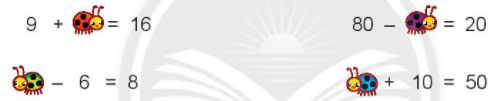 9 + = 16
80 – = 20
– 6 = 8
+ 10 = 50